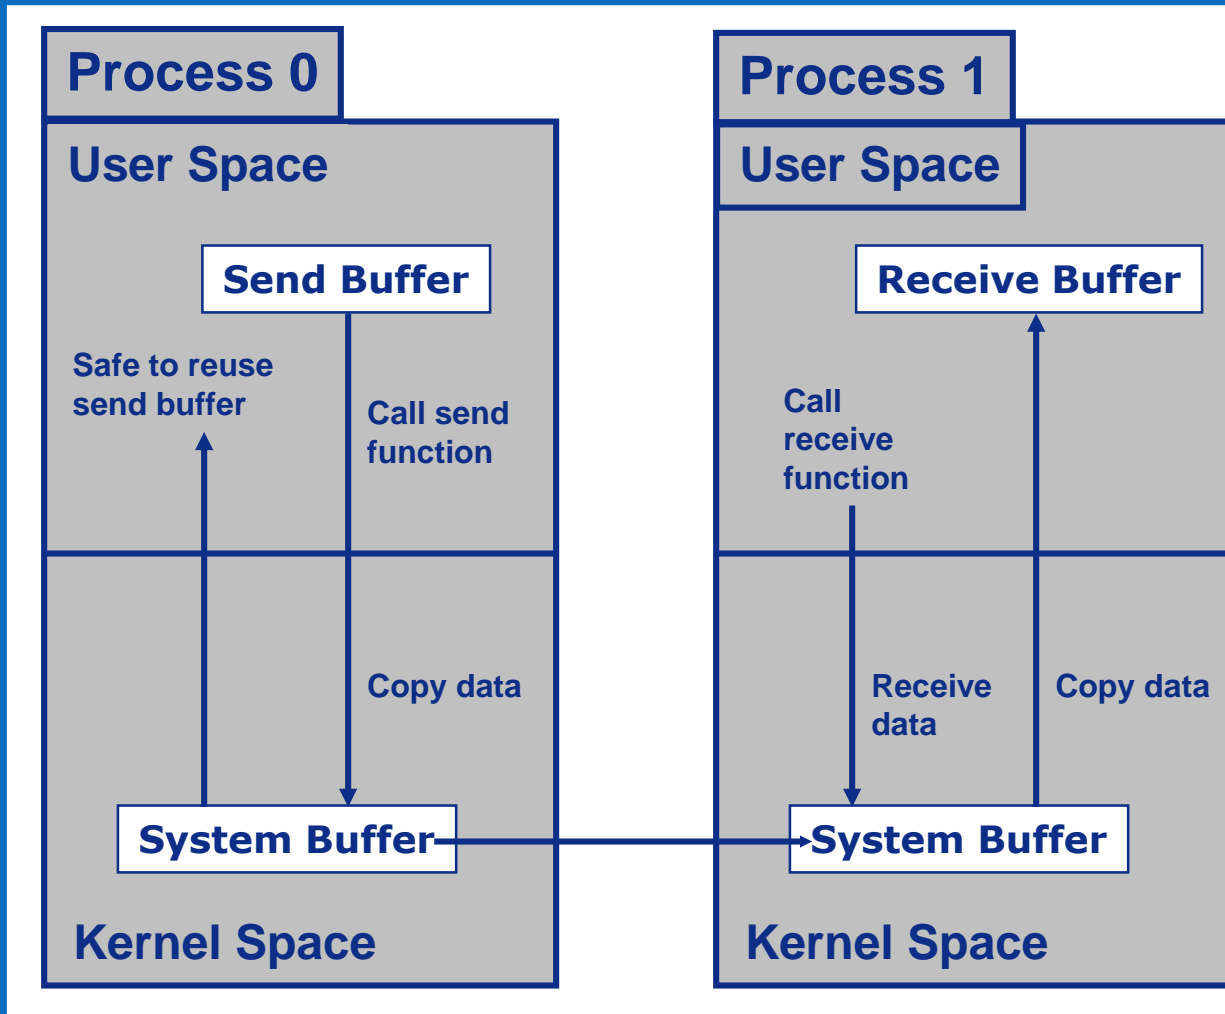 Process 0
User Space
Send Buffer
Safe to reuse
send buffer
Call send
function
Copy data
System Buffer
Kernel Space
Process 1
User Space
Receive Buffer
Call
receive
function
Receive
data
Copy data
System Buffer
Kernel Space